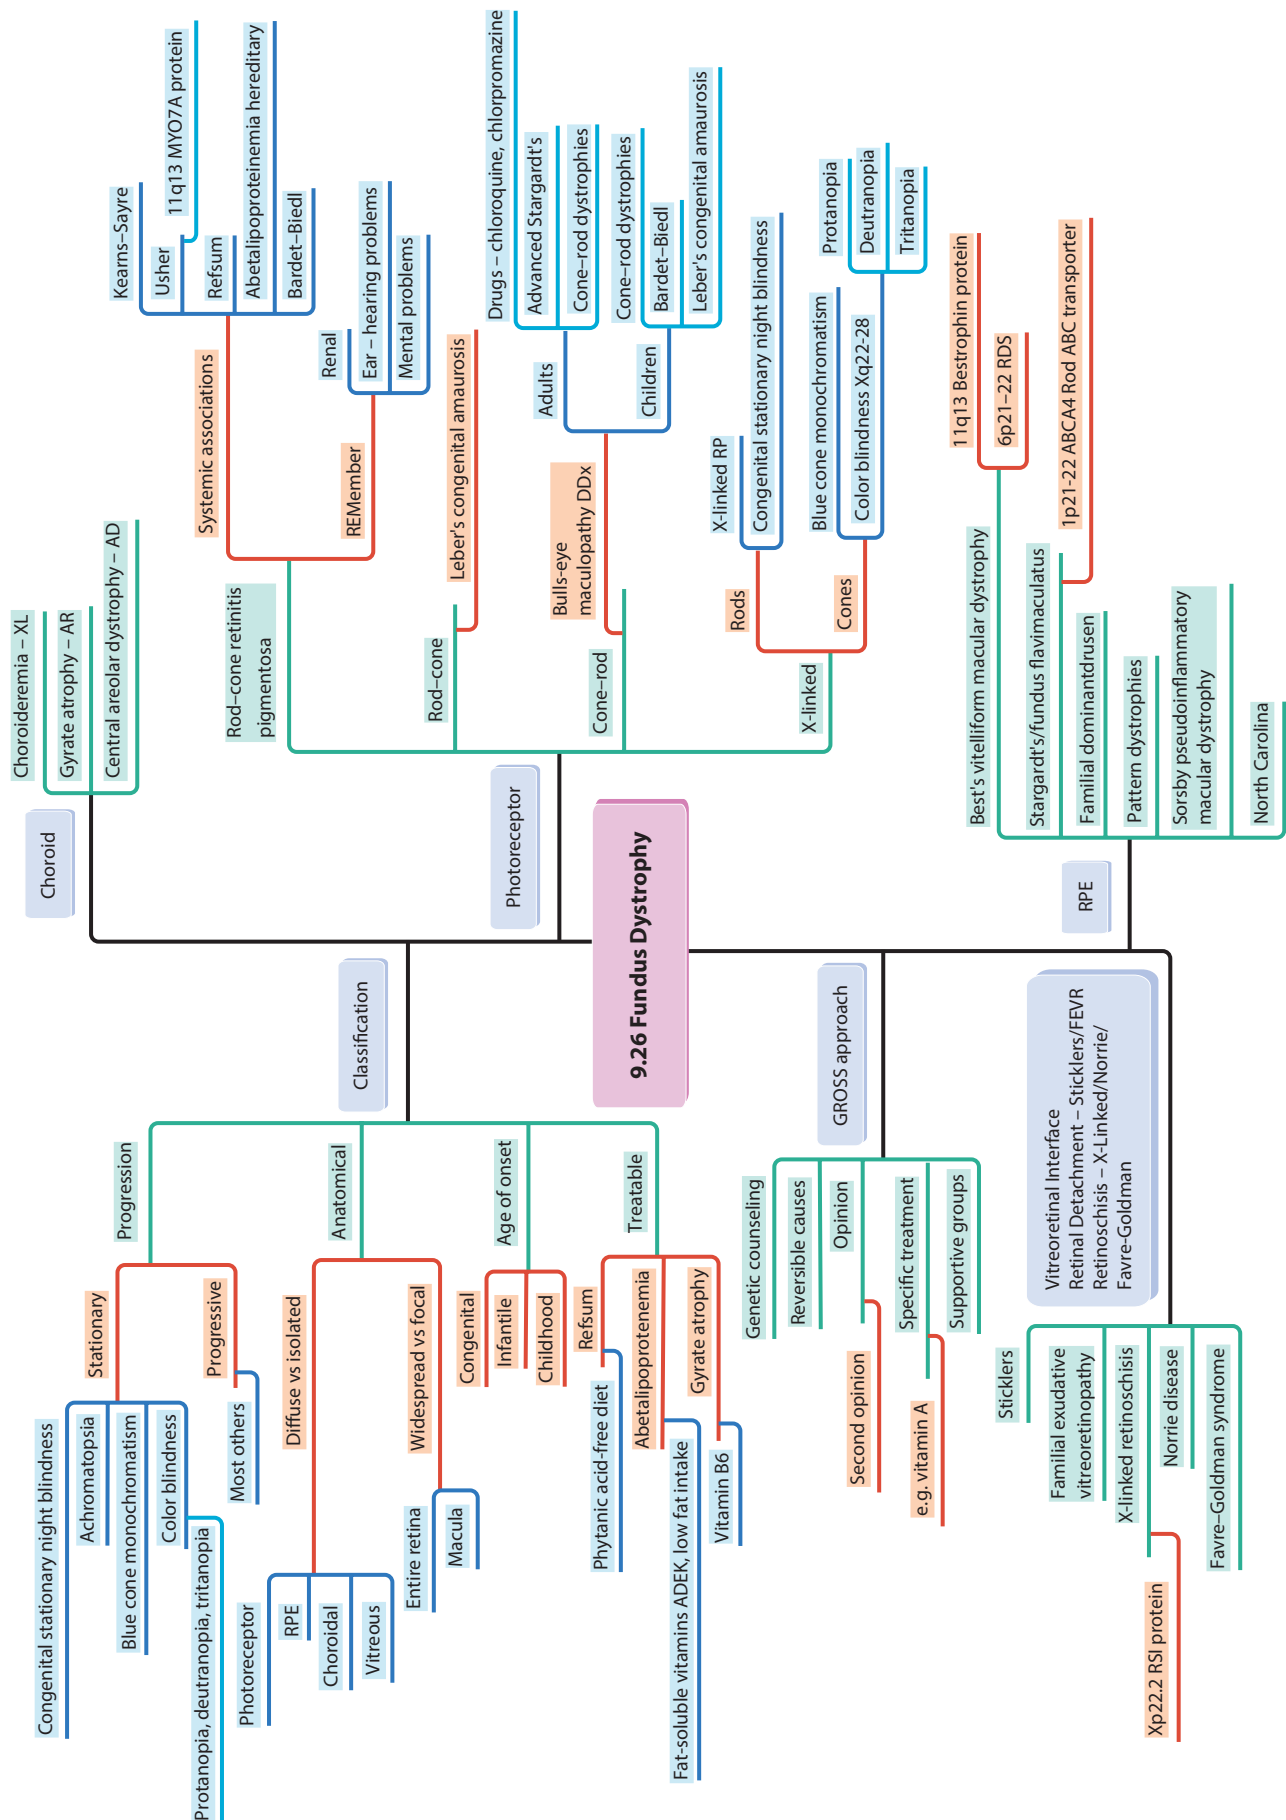 9.26 Fundus Dystrophy
Classification
Progression
Stationary
Congenital stationary night blindness
Achromatopsia
Blue cone monochromatism
Color blindness
Protanopia, deutranopia, tritanopia
Progressive
Most others
Anatomical
Diffuse vs isolated
Photoreceptor
RPE
Choroidal
Vitreous
Widespread vs focal
Entire retina
Macula
Age of onset
Congenital
Infantile
Childhood
Treatable
Refsum
Phytanic acid-free diet
Abetalipoprotenemia
Fat-soluble vitamins ADEK, low fat intake
Gyrate atrophy
Vitamin B6
GROSS approach
Genetic counseling
Reversible causes
Opinion
Second opinion
Specific treatment
e.g. vitamin A
Supportive groups
Vitreoretinal Interface
Retinal Detachment – Sticklers/FEVR
Retinoschisis – X-Linked/Norrie/
Favre-Goldman
Sticklers
Familial exudative
vitreoretinopathy
X-linked retinoschisis
Xp22.2 RSI protein
Norrie disease
Favre–Goldman syndrome
Choroid
Choroideremia – XL
Gyrate atrophy – AR
Central areolar dystrophy – AD
Photoreceptor
Rod–cone retinitis
pigmentosa
Systemic associations
Kearns–Sayre
Usher
11q13 MYO7A protein
Refsum
Abetalipoproteinemia hereditary
Bardet–Biedl
REMember
Renal
Ear – hearing problems
Mental problems
Rod–cone
Leber's congenital amaurosis
Cone–rod
Bulls-eye
maculopathy DDx
Adults
Drugs – chloroquine, chlorpromazine
Advanced Stargardt's
Cone–rod dystrophies
Children
Cone–rod dystrophies
Bardet–Biedl
Leber's congenital amaurosis
X-linked
Rods
X-linked RP
Congenital stationary night blindness
Cones
Blue cone monochromatism
Color blindness Xq22-28
Protanopia
Deutranopia
Tritanopia
RPE
Best's vitelliform macular dystrophy
11q13 Bestrophin protein
6p21–22 RDS
Stargardt's/fundus flavimaculatus
1p21-22 ABCA4 Rod ABC transporter
Familial dominantdrusen
Pattern dystrophies
Sorsby pseudoinflammatory
macular dystrophy
North Carolina